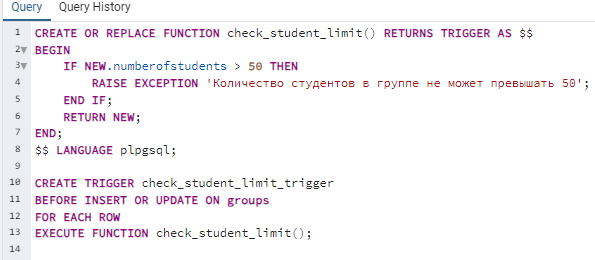 Query Query History
1 CREATE OR REPLACE FUNCTION check_student_limit() RETURNS TRIGGER AS $$
2 BEGIN
3 IF NEW.numberofstudents > 50 THEN
4 RAISE EXCEPTION 'Количество студентов в группе не может превышать 50';
5 END IF;
6 RETURN NEW;
7 END;
8 $$ LANGUAGE plpgsql;
9
10 CREATE TRIGGER check_student_limit_trigger
11 BEFORE INSERT OR UPDATE ON groups
12 FOR EACH ROW
13 EXECUTE FUNCTION check_student_limit();
14